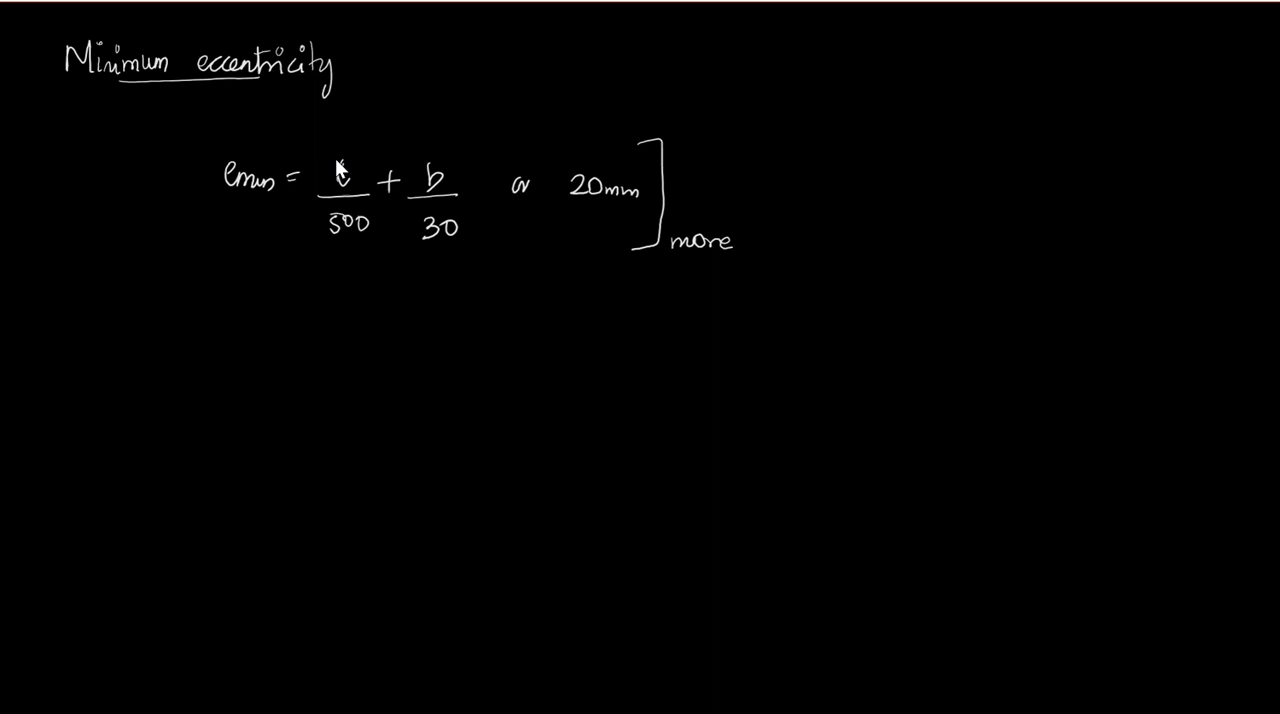 Minimum eccentricity
emin = l/500 + b/30 or 20mm ] more